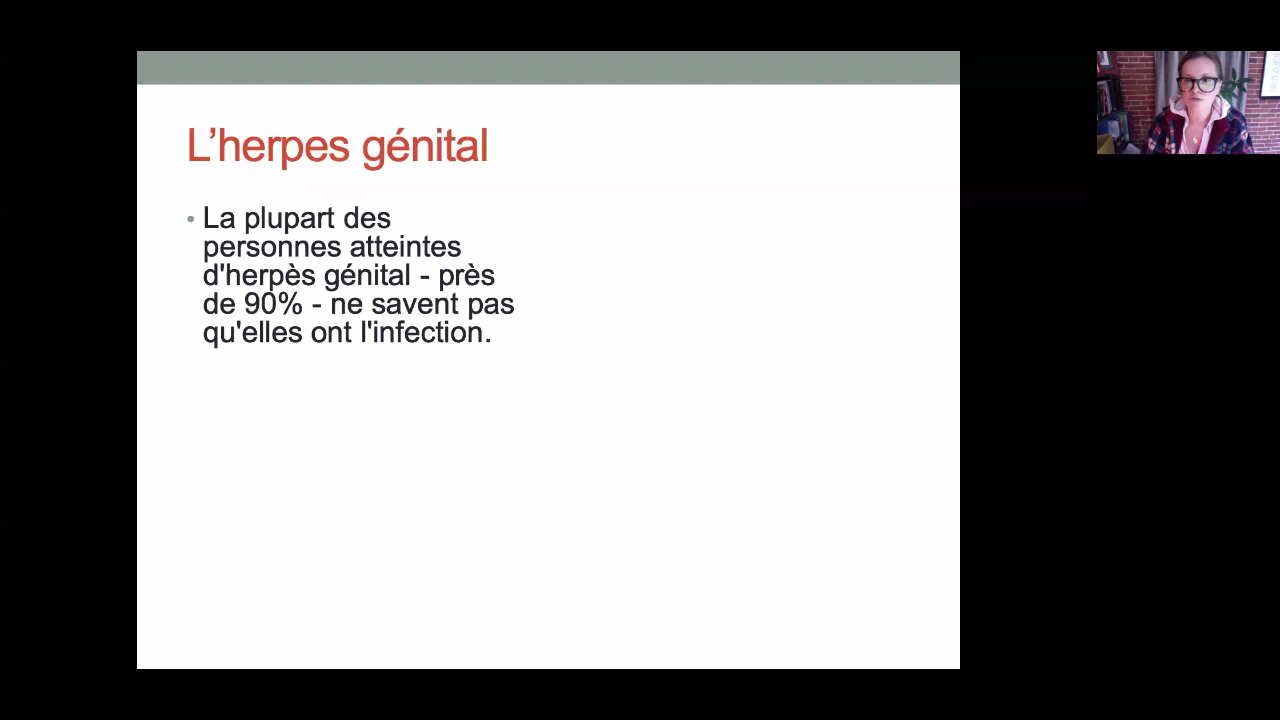 L’herpes génital
• La plupart des
personnes atteintes
d'herpès génital - près
de 90% - ne savent pas
qu'elles ont l'infection.